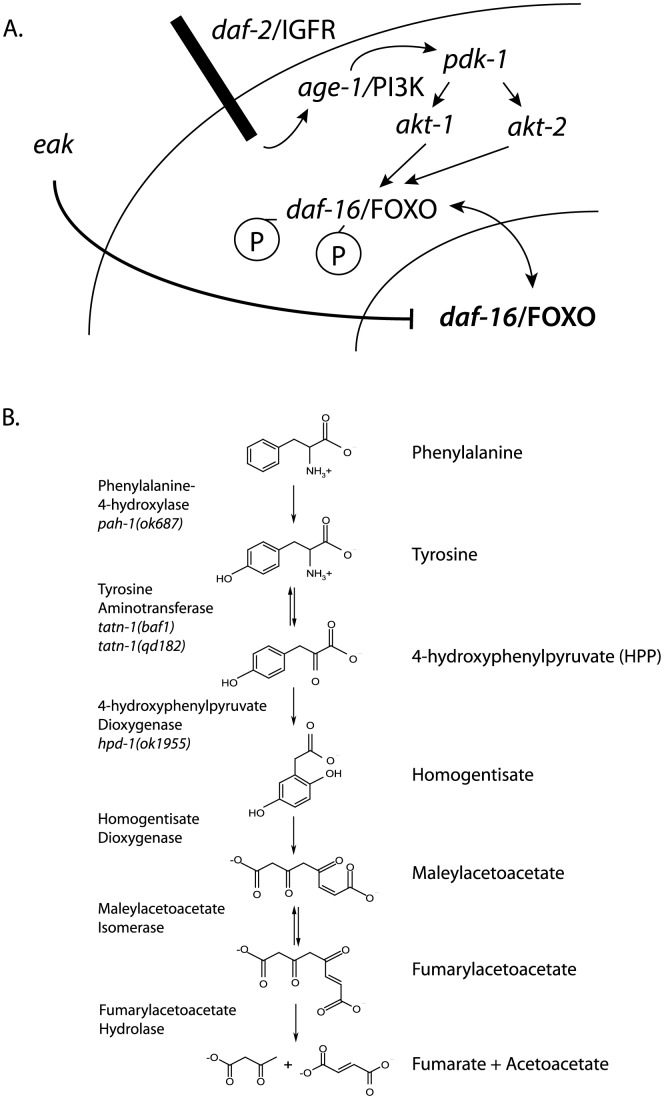 A.
daf-2/IGFR
age-1/PI3K
pdk-1
akt-1
akt-2
eak
daf-16/FOXO
P
P
daf-16/FOXO
B.
O
O-
NH3+
Phenylalanine
Phenylalanine-
4-hydroxylase
pah-1(ok687)
O
O-
HO
NH3+
Tyrosine
Tyrosine
Aminotransferase
tatn-1(baf1)
tatn-1(qd182)
O
O-
HO
O
4-hydroxyphenylpyruvate (HPP)
4-hydroxyphenylpyruvate
Dioxygenase
hpd-1(ok1955)
O
O-
OH
HO
Homogentisate
Homogentisate
Dioxygenase
-O
O
O
O
O
O-
Maleylacetoacetate
Maleylacetoacetate
Isomerase
-O
O
O
O
O
O-
Fumarylacetoacetate
Fumarylacetoacetate
Hydrolase
-O
O
O
+
O
-O
O-
O
Fumarate + Acetoacetate